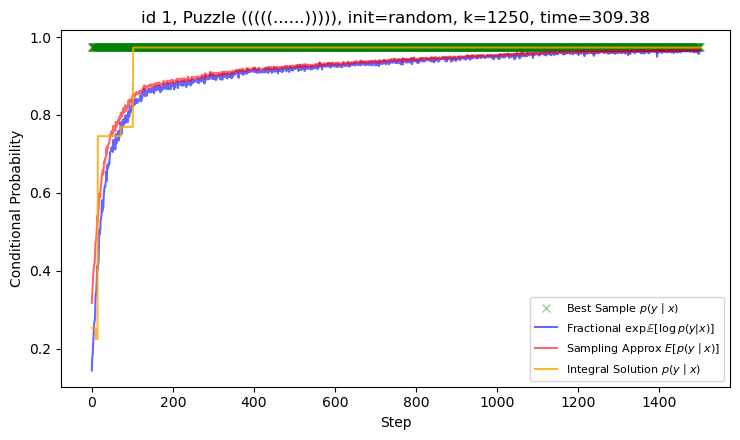 id 1, Puzzle (((((......))))), init=random, k=1250, time=309.38
1.0
0.8
0.6
0.4
0.2
Conditional Probability
0
200
400
600
800
1000
1200
1400
Step
Best Sample p(y | x)
Fractional exp 𝔼[log p(y|x)]
Sampling Approx E[p(y | x)]
Integral Solution p(y | x)